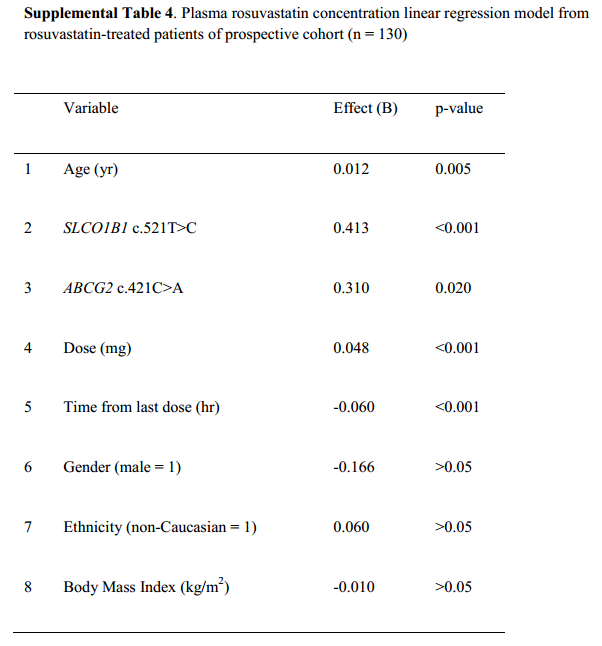 Supplemental Table 4. Plasma rosuvastatin concentration linear regression model from
rosuvastatin-treated patients of prospective cohort (n = 130)
Variable Effect (B) p-value
1 Age (yr) 0.012 0.005
2 SLCO1B1 c.521T>C 0.413 <0.001
3 ABCG2 c.421C>A 0.310 0.020
4 Dose (mg) 0.048 <0.001
5 Time from last dose (hr) -0.060 <0.001
6 Gender (male = 1) -0.166 >0.05
7 Ethnicity (non-Caucasian = 1) 0.060 >0.05
8 Body Mass Index (kg/m²) -0.010 >0.05